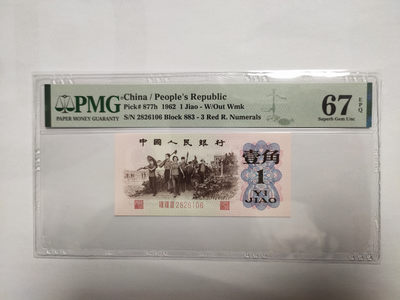 PMG
PAPER MONEY GUARANTY
China / People's Republic
Pick# 877h 1962 1 Jiao - W/Out Wmk
S/N 2826106 Block 883 - 3 Red R. Numerals
67 EPQ
Superb Gem Unc
中国人民银行
壹角
1
YI
JIAO
2826106